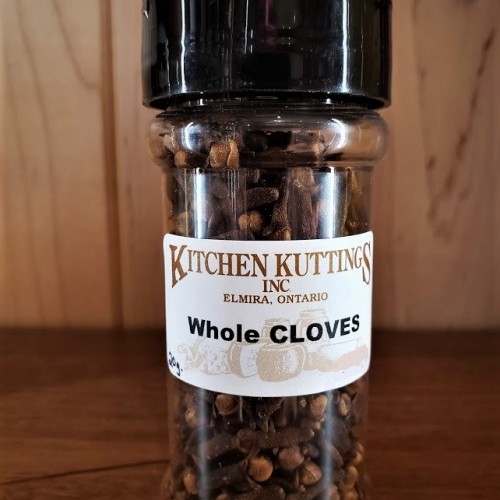 KITCHEN KUTTINGS
INC
ELMIRA, ONTARIO
Whole CLOVES